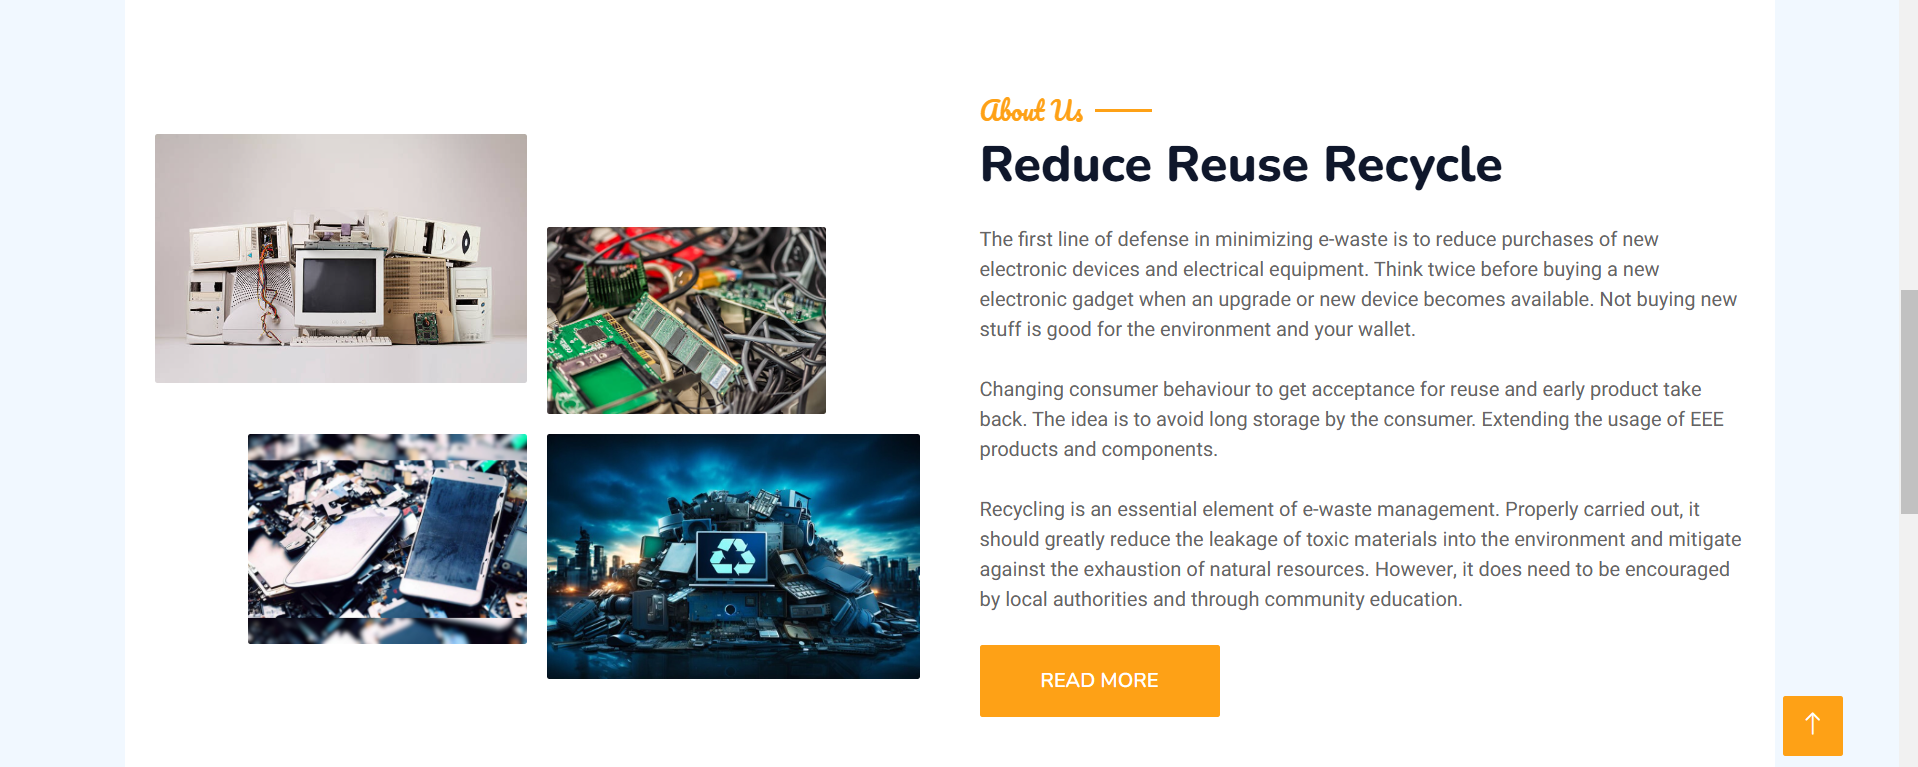 About Us
Reduce Reuse Recycle
The first line of defense in minimizing e-waste is to reduce purchases of new
electronic devices and electrical equipment. Think twice before buying a new
electronic gadget when an upgrade or new device becomes available. Not buying new
stuff is good for the environment and your wallet.
Changing consumer behaviour to get acceptance for reuse and early product take
back. The idea is to avoid long storage by the consumer. Extending the usage of EEE
products and components.
Recycling is an essential element of e-waste management. Properly carried out, it
should greatly reduce the leakage of toxic materials into the environment and mitigate
against the exhaustion of natural resources. However, it does need to be encouraged
by local authorities and through community education.
READ MORE